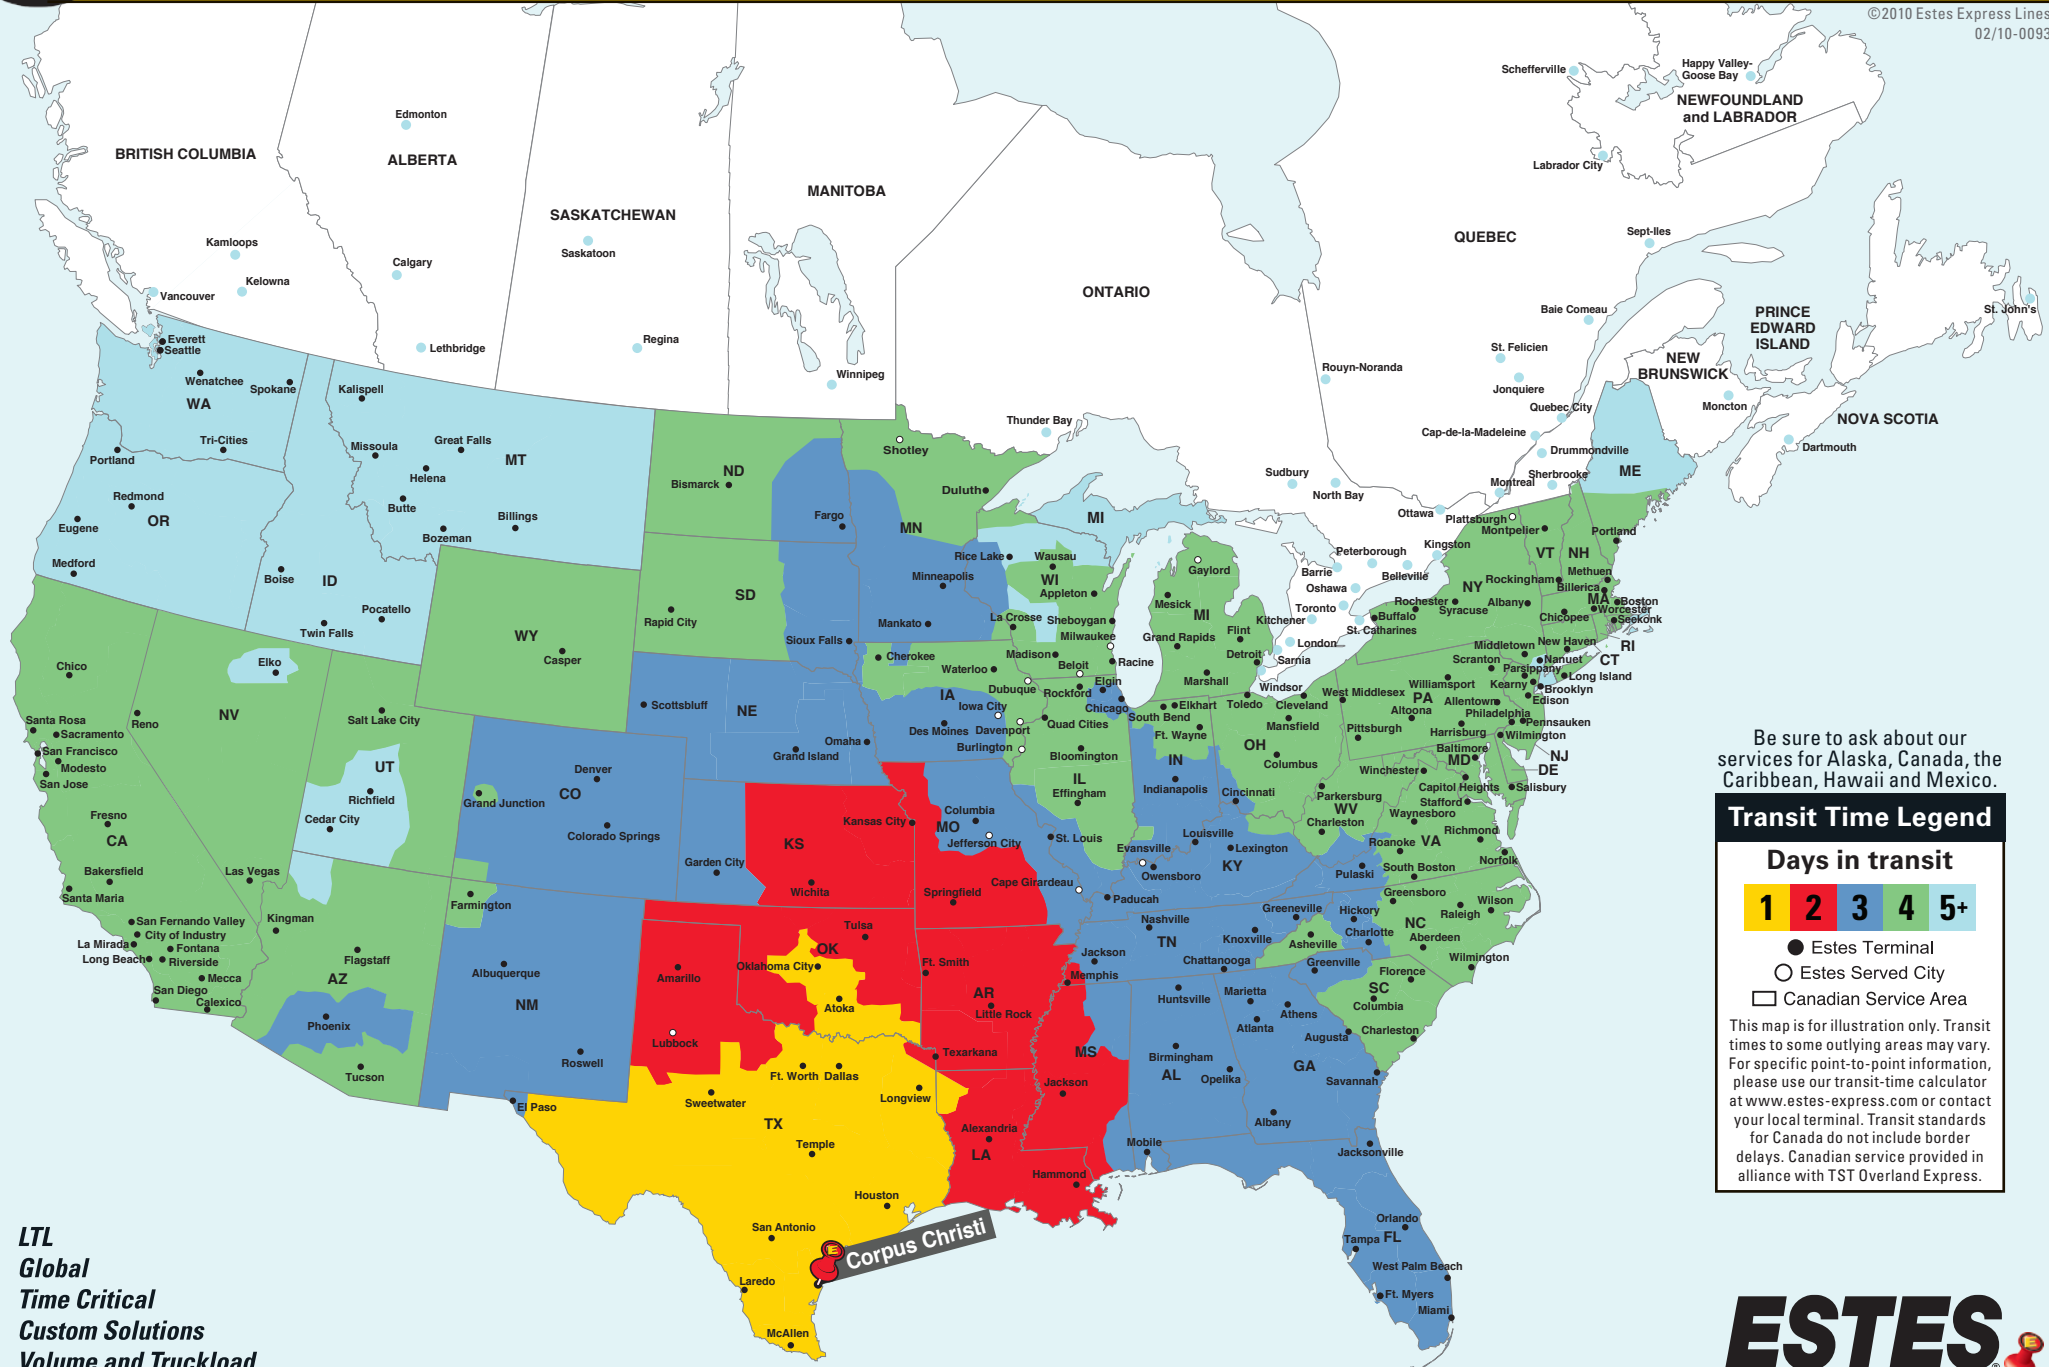 ©2010 Estes Express Lines
02/10-0093
Schefferville
Happy Valley-
Goose Bay
NEWFOUNDLAND
and LABRADOR
Labrador City
Edmonton
BRITISH COLUMBIA
ALBERTA
MANITOBA
SASKATCHEWAN
Saskatoon
QUEBEC
Sept-Iles
Kamloops
Calgary
Kelowna
Vancouver
ONTARIO
Baie Comeau
St. John's
PRINCE
EDWARD
ISLAND
Everett
Seattle
Lethbridge
Regina
Winnipeg
St. Felicien
Rouyn-Noranda
Jonquiere
NEW
BRUNSWICK
Moncton
Quebec City
NOVA SCOTIA
Dartmouth
Wenatchee
Spokane
WA
Kalispell
Thunder Bay
Cap-de-la-Madeleine
Drummondville
Sherbrooke
ME
Montreal
Tri-Cities
Portland
Missoula
Great Falls
MT
Helena
Butte
Bozeman
Billings
ND
Bismarck
Fargo
Shotley
Duluth
MN
MI
Sudbury
North Bay
Ottawa
Plattsburgh
Montpelier
Portland
Redmond
OR
Eugene
Medford
Boise
ID
Pocatello
Twin Falls
Rice Lake
Wausau
WI
Appleton
Minneapolis
Gaylord
Mesick
MI
Peterborough
Kingston
Barrie
Belleville
Oshawa
Toronto
Kitchener
St. Catharines
London
Sarnia
VT
NH
NY
Rockingham
Methuen
Billerica
MA
Boston
Worcester
Seekonk
Chicopee
Rochester
Syracuse
Albany
Buffalo
SD
Rapid City
Sioux Falls
Mankato
La Crosse
Sheboygan
Milwaukee
Grand Rapids
Flint
Detroit
WY
Casper
Cherokee
Waterloo
Madison
Beloit
Racine
Marshall
Windsor
Middletown
New Haven
RI
CT
Scranton
Nanuet
Parsippany
Long Island
Chico
Elko
NV
Reno
Salt Lake City
Scottsbluff
NE
Dubuque
Rockford
Elgin
Chicago
IA
Iowa City
Des Moines
Davenport
Quad Cities
Burlington
South Bend
Elkhart
Ft. Wayne
Toledo
Cleveland
Mansfield
West Middlesex
Williamsport
Kearny
Brooklyn
Edison
PA
Allentown
Altoona
Philadelphia
Pennsauken
Pittsburgh
Harrisburg
Wilmington
Santa Rosa
Sacramento
San Francisco
Modesto
San Jose
UT
Richfield
Cedar City
Omaha
Grand Island
Bloomington
IL
Effingham
IN
Indianapolis
OH
Columbus
Cincinnati
Baltimore
MD
NJ
DE
Winchester
Capitol Heights
Salisbury
Stafford
Denver
CO
Grand Junction
Colorado Springs
Columbia
MO
Kansas City
Jefferson City
St. Louis
Parkersburg
WV
Charleston
Waynesboro
VA
Richmond
Roanoke
Norfolk
Fresno
CA
Bakersfield
Santa Maria
Las Vegas
KS
Garden City
Wichita
Springfield
Cape Girardeau
Louisville
Evansville
Lexington
KY
Owensboro
Paducah
Pulaski
South Boston
San Fernando Valley
City of Industry
La Mirada
Fontana
Long Beach
Riverside
Mecca
San Diego
Calexico
Kingman
Flagstaff
AZ
Phoenix
Tucson
Farmington
Albuquerque
NM
Roswell
El Paso
Tulsa
OK
Oklahoma City
Amarillo
Atoka
Lubbock
Ft. Smith
AR
Little Rock
Texarkana
Nashville
TN
Jackson
Memphis
Greeneville
Knoxville
Chattanooga
Hickory
Asheville
Charlotte
Greenville
Greensboro
NC
Raleigh
Wilson
Aberdeen
Wilmington
Florence
SC
Columbia
Charleston
Huntsville
Marietta
Athens
Atlanta
Augusta
Birmingham
AL
Opelika
GA
Savannah
Albany
MS
Jackson
Ft. Worth
Dallas
Longview
Sweetwater
TX
Temple
Alexandria
LA
Hammond
Mobile
Jacksonville
Houston
San Antonio
Corpus Christi
E
Laredo
McAllen
Orlando
Tampa
FL
West Palm Beach
Ft. Myers
Miami
Be sure to ask about our
services for Alaska, Canada, the
Caribbean, Hawaii and Mexico.
Transit Time Legend
Days in transit
1 2 3 4 5+
Estes Terminal
Estes Served City
Canadian Service Area
This map is for illustration only. Transit
times to some outlying areas may vary.
For specific point-to-point information,
please use our transit-time calculator
at www.estes-express.com or contact
your local terminal. Transit standards
for Canada do not include border
delays. Canadian service provided in
alliance with TST Overland Express.
LTL
Global
Time Critical
Custom Solutions
Volume and Truckload
ESTES
E
®